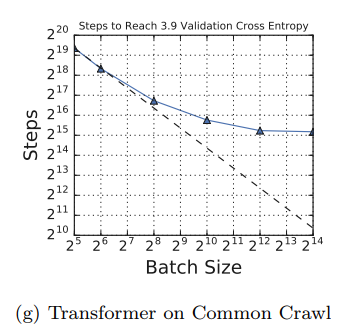 Steps to Reach 3.9 Validation Cross Entropy
2^20
2^19
2^18
2^17
2^16
2^15
2^14
2^13
2^12
2^11
2^10
Steps
2^5 2^6 2^7 2^8 2^9 2^10 2^11 2^12 2^13 2^14
Batch Size
(g) Transformer on Common Crawl